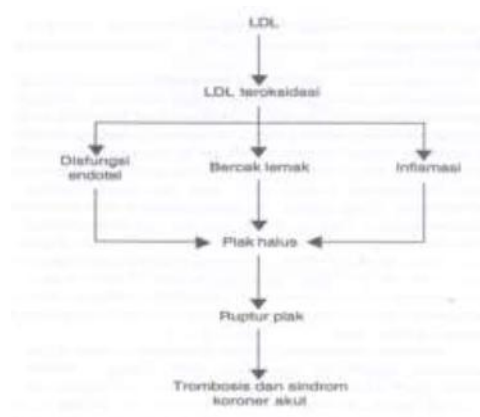 LDL
LDL teroksidasi
Disfungsi
endotel
Bercak lemak
Inflamasi
Plak halus
Ruptur plak
Trombosis dan sindrom
koroner akut